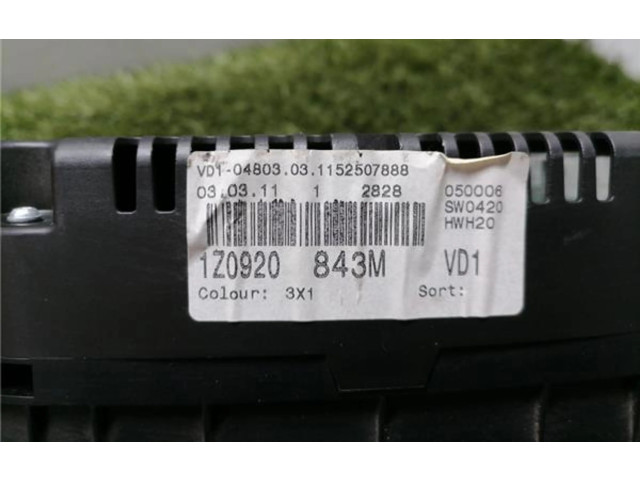 VD1-04803.03.1152507888
03.03.11 1 2828 050006
SW0420
HWH20
1Z0920 843M VD1
Colour: 3X1 Sort: